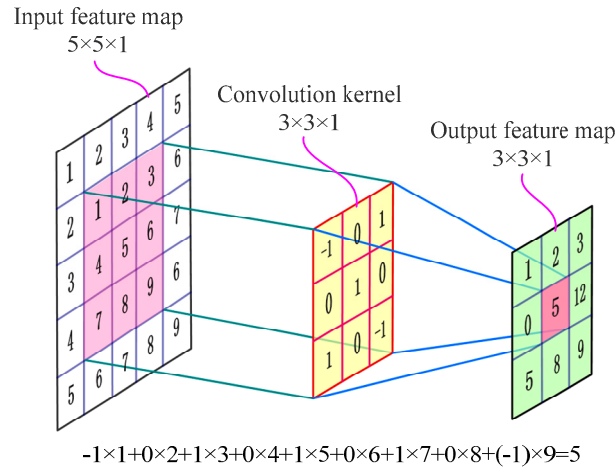 Input feature map
5×5×1
1 2 3 4 5
2 1 2 3 6
3 4 5 6 7
4 7 8 9 6
5 6 7 8 9
Convolution kernel
3×3×1
-1 0 1
0 1 0
1 0 -1
Output feature map
3×3×1
1 2 3
0 5 12
5 8 9
-1×1+0×2+1×3+0×4+1×5+0×6+1×7+0×8+(-1)×9=5